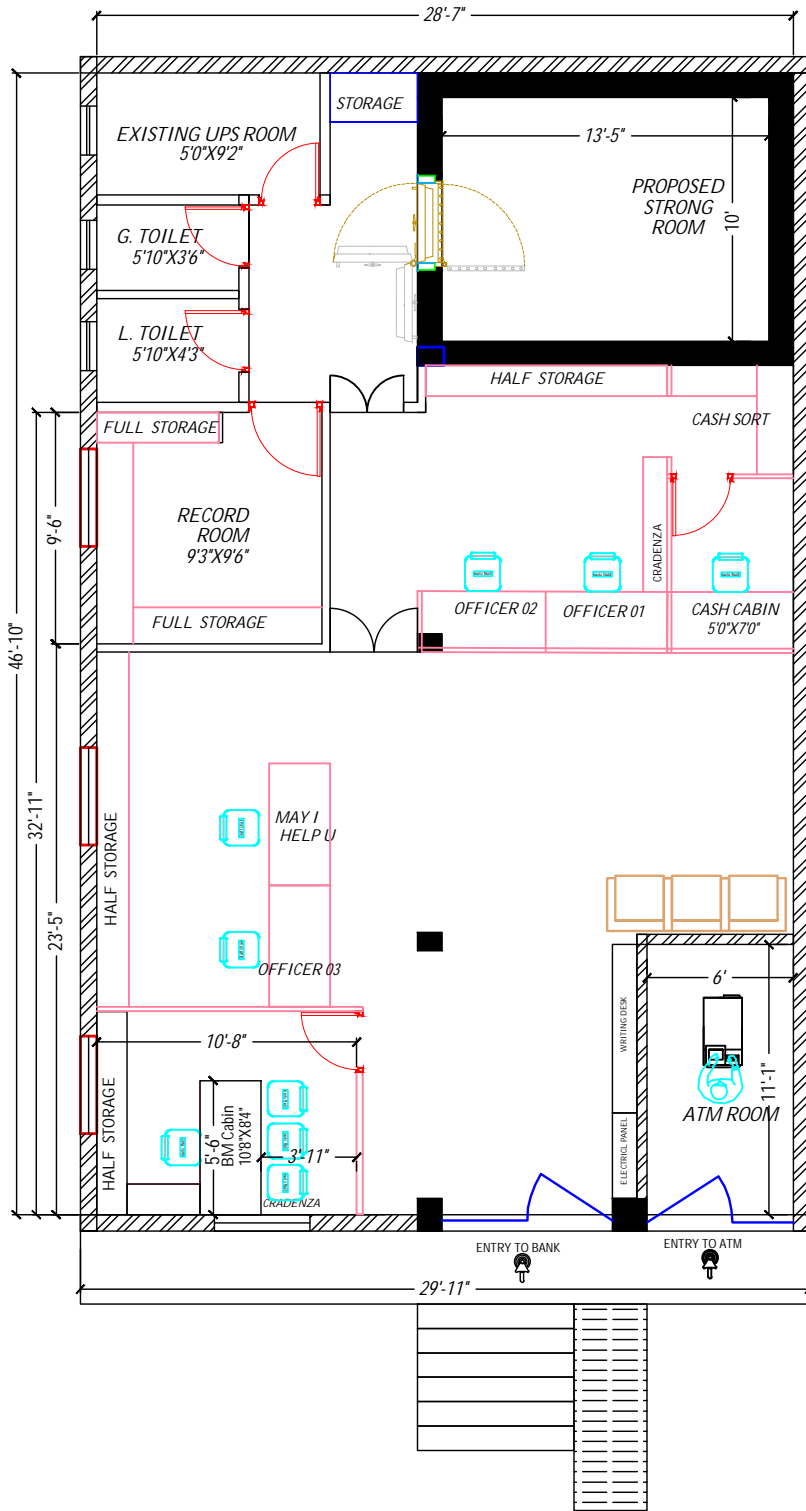 28'-7"
STORAGE
EXISTING UPS ROOM
5'0"X9'2"
13'-5"
PROPOSED
STRONG
ROOM
10'
G. TOILET
5'10"X3'6"
L. TOILET
5'10"X4'3"
HALF STORAGE
CASH SORT
FULL STORAGE
RECORD
ROOM
9'3"X9'6"
9'-6"
CRADENZA
OFFICER 02
OFFICER 01
CASH CABIN
5'0"X7'0"
FULL STORAGE
46'-10"
32'-11"
23'-5"
HALF STORAGE
MAY I
HELP U
OFFICER 03
6'
WRITING DESK
11'-1"
ATM ROOM
ELECTRICL PANEL
10'-8"
HALF STORAGE
5'-6"
BM Cabin
10'8"X8'4"
3'-11"
CRADENZA
ENTRY TO BANK
ENTRY TO ATM
29'-11"